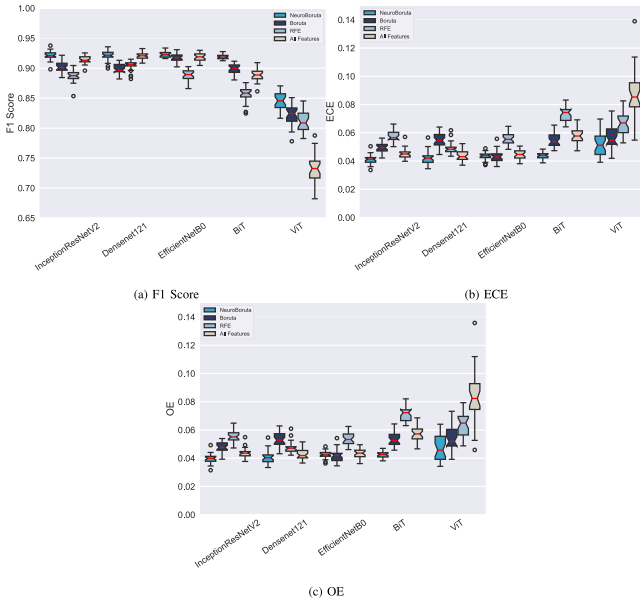 1.00
0.95
0.90
0.85
0.80
0.75
0.70
0.65
F1 Score
NeuroBoruta
Boruta
RFE
All Features
InceptionResNetV2
Densenet121
EfficientNetB0
BiT
ViT
(a) F1 Score
0.14
0.12
0.10
0.08
0.06
0.04
0.02
0.00
ECE
NeuroBoruta
Boruta
RFE
All Features
InceptionResNetV2
Densenet121
EfficientNetB0
BiT
ViT
(b) ECE
0.14
0.12
0.10
0.08
0.06
0.04
0.02
0.00
OE
NeuroBoruta
Boruta
RFE
All Features
InceptionResNetV2
Densenet121
EfficientNetB0
BiT
ViT
(c) OE